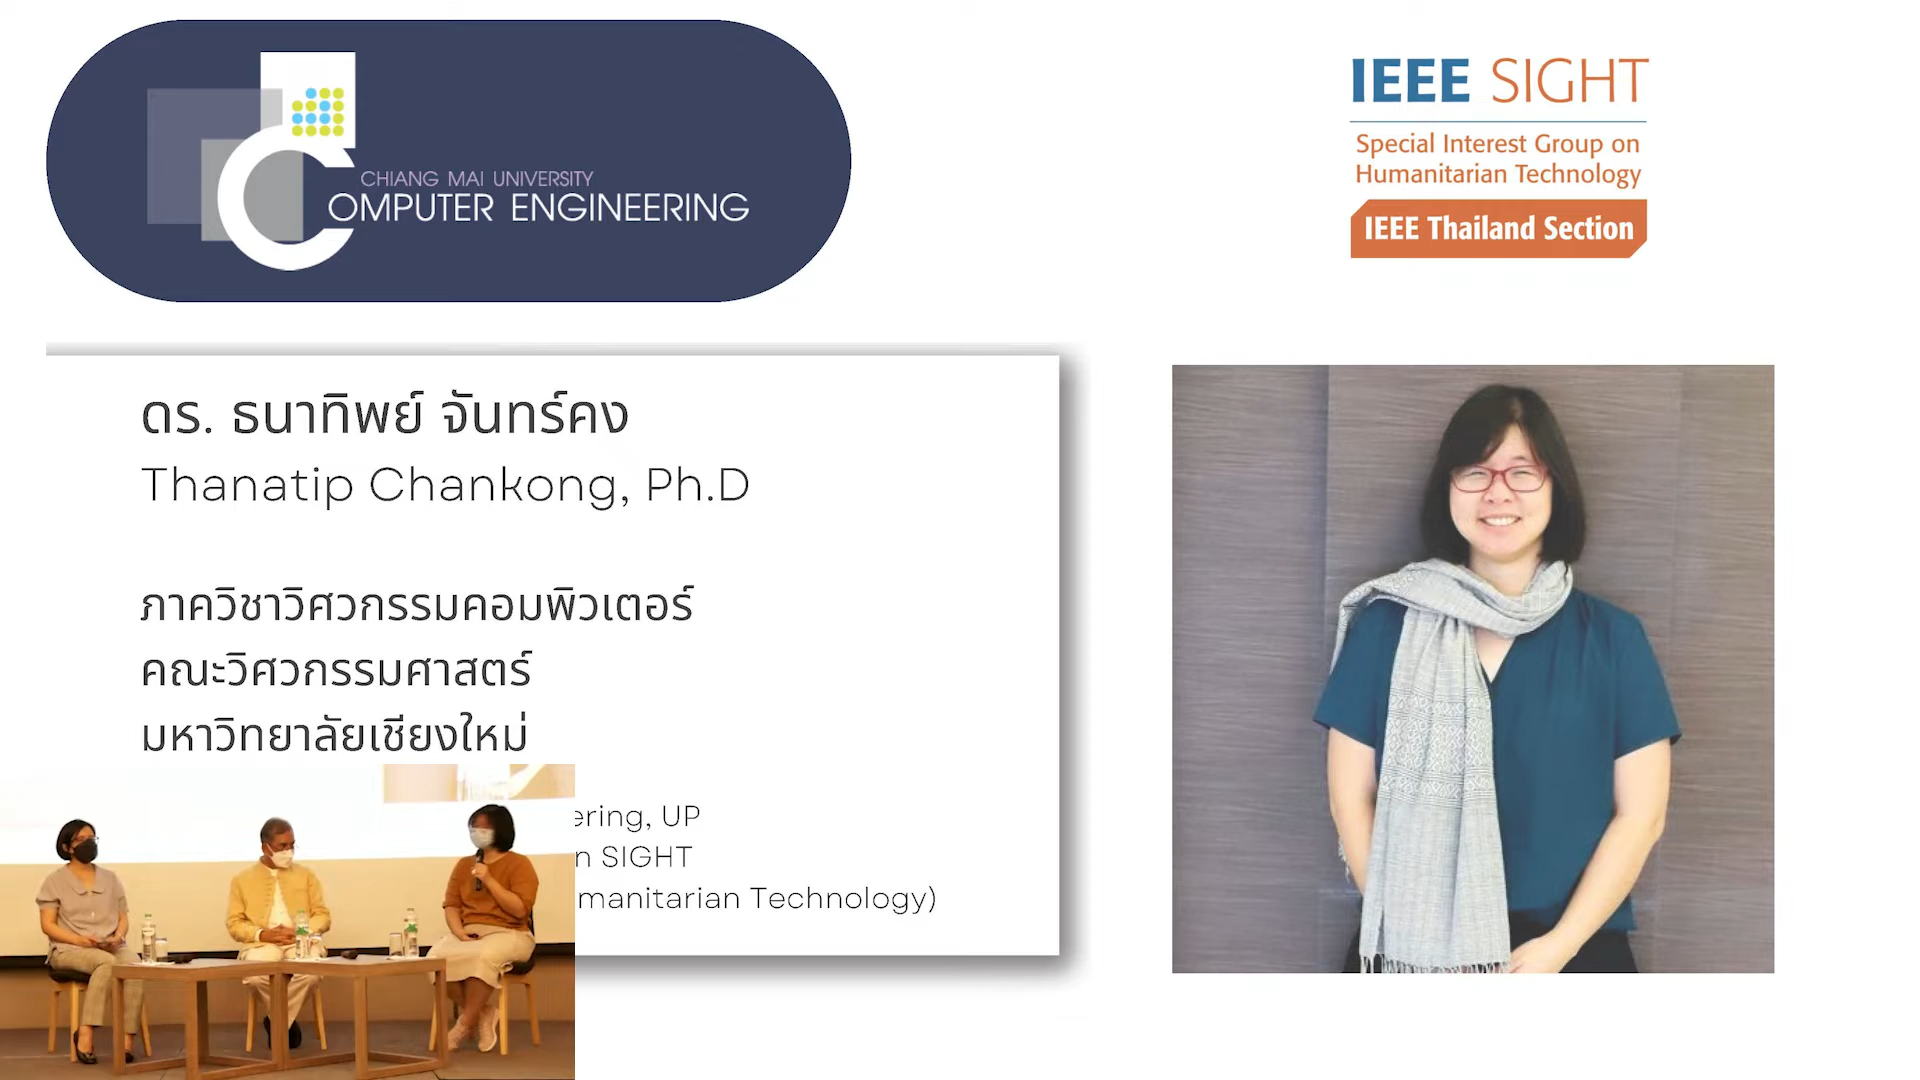 CHIANG MAI UNIVERSITY
COMPUTER ENGINEERING
IEEE SIGHT
Special Interest Group on
Humanitarian Technology
IEEE Thailand Section
ดร. ธนาทิพย์ จันทร์คง
Thanatip Chankong, Ph.D
ภาควิชาวิศวกรรมคอมพิวเตอร์
คณะวิศวกรรมศาสตร์
มหาวิทยาลัยเชียงใหม่
ering, UP
n SIGHT
manitarian Technology)